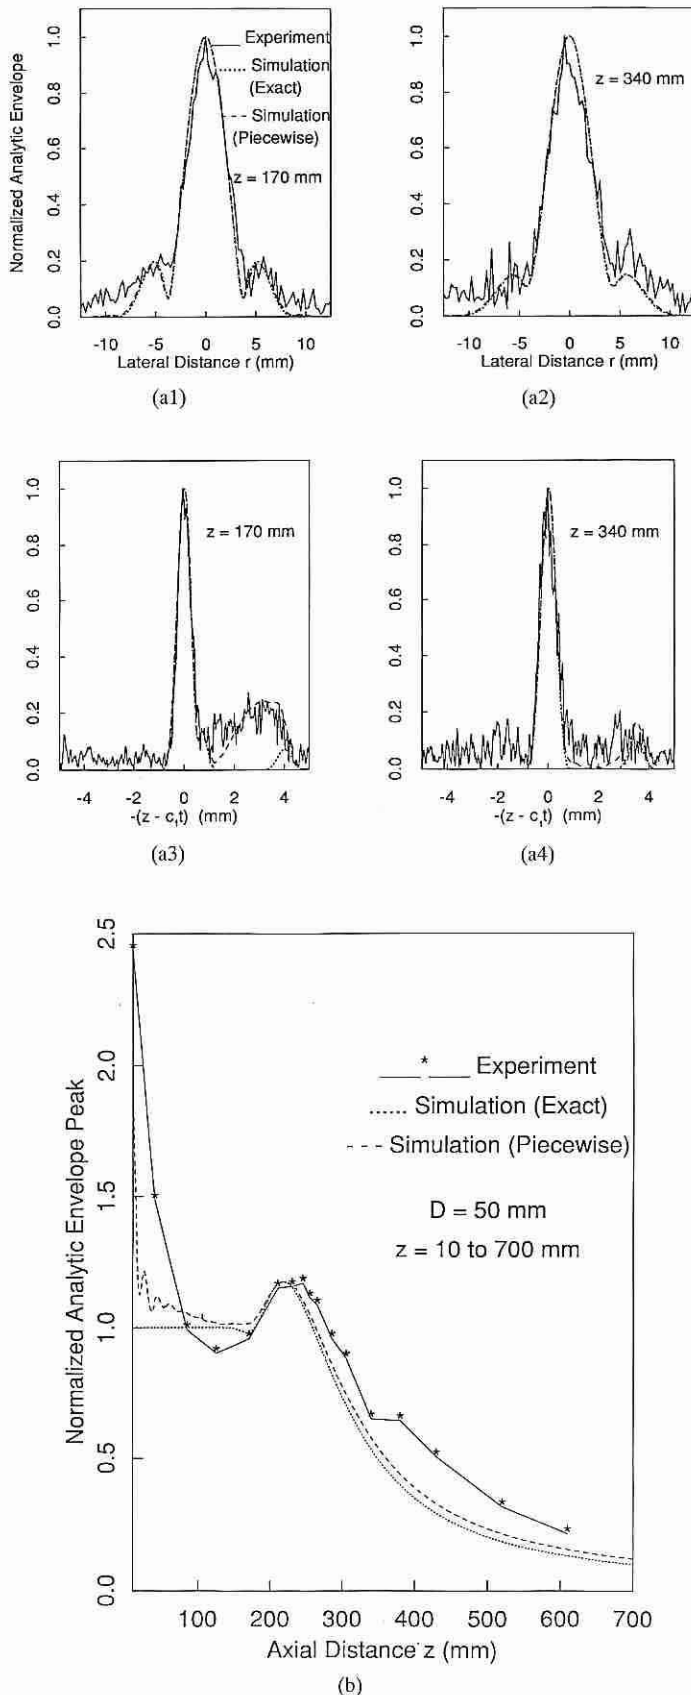 Normalized Analytic Envelope
1.0
0.8
0.6
0.4
0.2
0.0
Experiment
Simulation
(Exact)
Simulation
(Piecewise)
z = 170 mm
-10 -5 0 5 10
Lateral Distance r (mm)
(a1)
1.0
0.8
0.6
0.4
0.2
0.0
z = 340 mm
-10 -5 0 5 10
Lateral Distance r (mm)
(a2)
1.0
0.8
0.6
0.4
0.2
0.0
z = 170 mm
-4 -2 0 2 4
-(z - c₁t) (mm)
(a3)
1.0
0.8
0.6
0.4
0.2
0.0
z = 340 mm
-4 -2 0 2 4
-(z - c₁t) (mm)
(a4)
Normalized Analytic Envelope Peak
2.5
2.0
1.5
1.0
0.5
0.0
Experiment
Simulation (Exact)
Simulation (Piecewise)
D = 50 mm
z = 10 to 700 mm
100 200 300 400 500 600 700
Axial Distance z (mm)
(b)